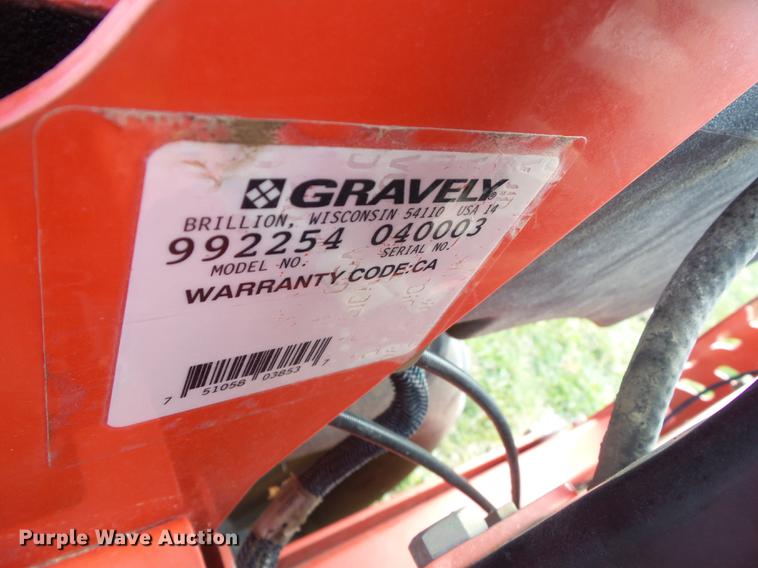 GRAVELY®
BRILLION, WISCONSIN 54110 USA I4
992254 040003
MODEL NO. SERIAL NO.
WARRANTY CODE:CA
7 51058 03853 7
Purple Wave Auction